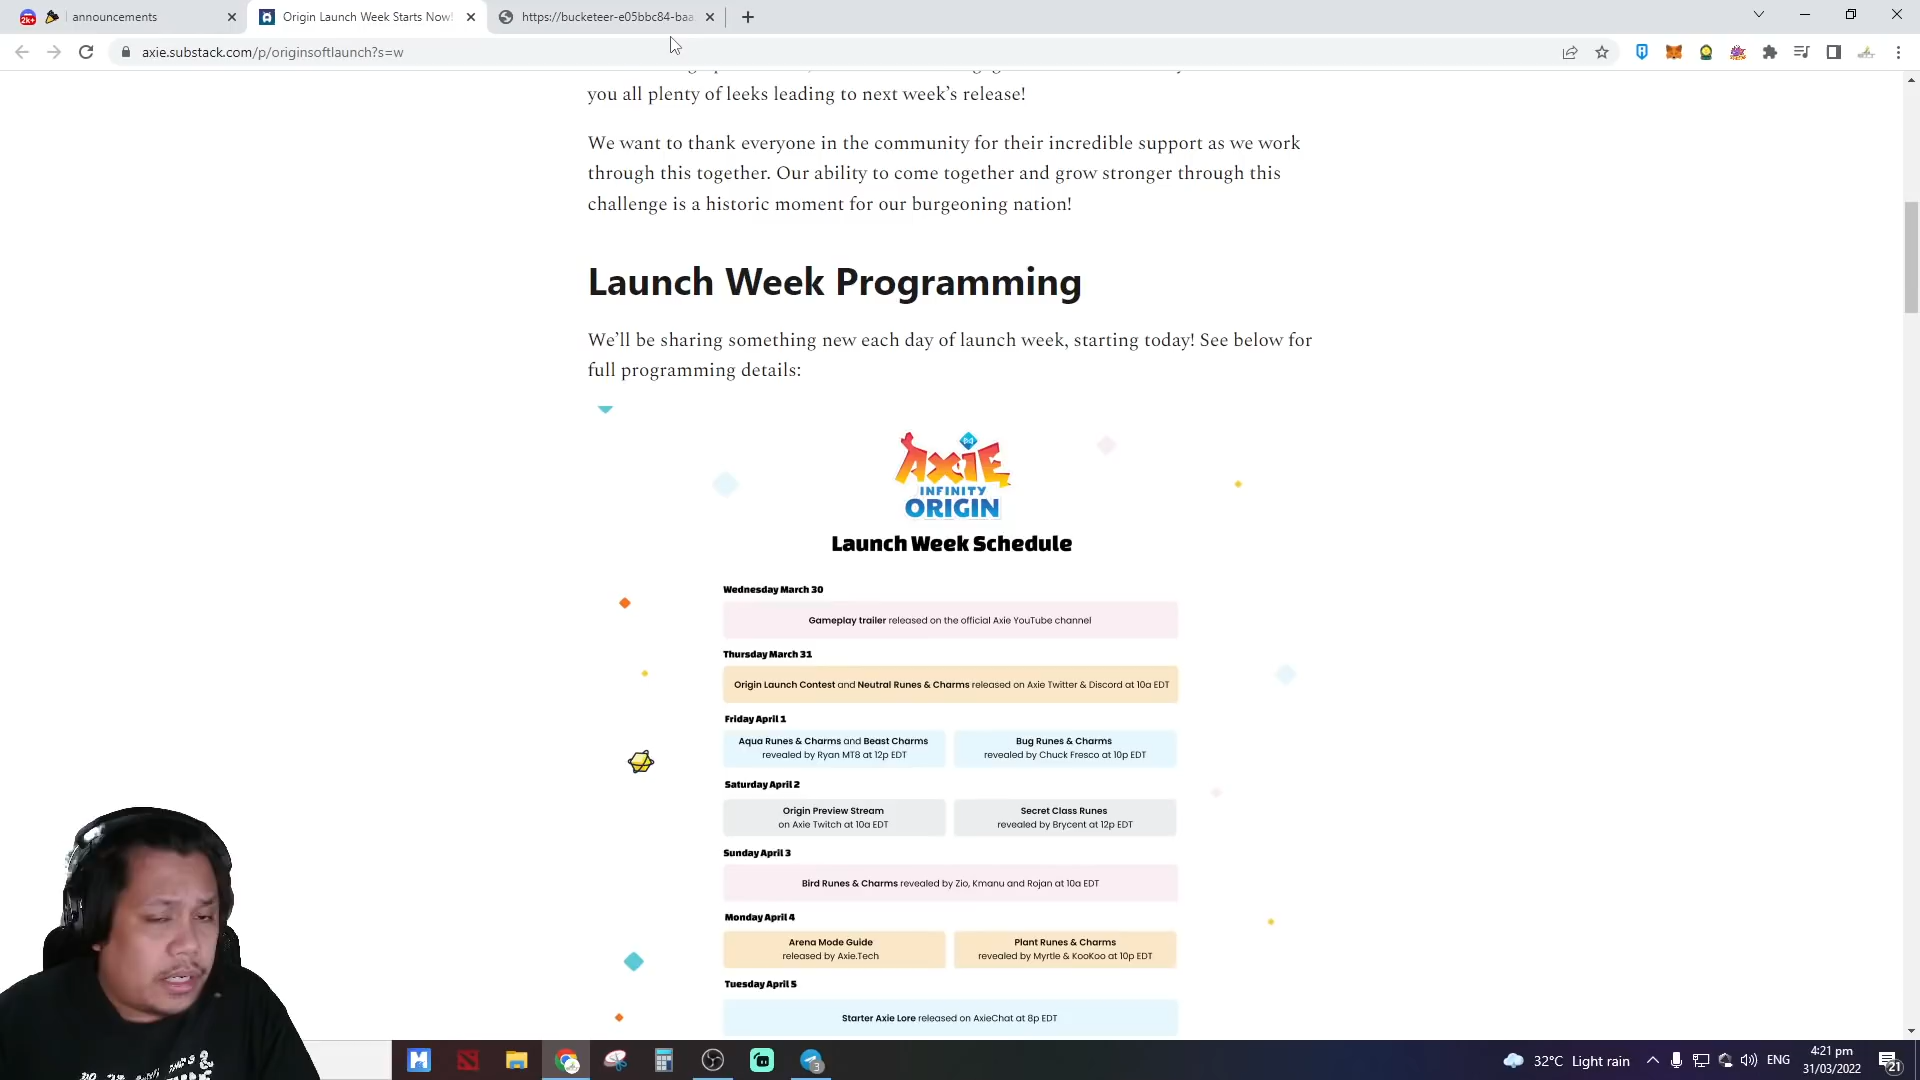 announcements
Origin Launch Week Starts Now!
https://bucketeer-e05bbc84-baa
axie.substack.com/p/originsoftlaunch?s=w
you all plenty of leeks leading to next week's release!
We want to thank everyone in the community for their incredible support as we work
through this together. Our ability to come together and grow stronger through this
challenge is a historic moment for our burgeoning nation!
Launch Week Programming
We'll be sharing something new each day of launch week, starting today! See below for
full programming details:
AXIE
INFINITY
ORIGIN
Launch Week Schedule
Wednesday March 30
Gameplay trailer released on the official Axie YouTube channel
Thursday March 31
Origin Launch Contest and Neutral Runes & Charms released on Axie Twitter & Discord at 10a EDT
Friday April 1
Aqua Runes & Charms and Beast Charms
revealed by Ryan MT8 at 12p EDT
Bug Runes & Charms
revealed by Chuck Fresco at 10p EDT
Saturday April 2
Origin Preview Stream
on Axie Twitch at 10a EDT
Secret Class Runes
revealed by Brycent at 12p EDT
Sunday April 3
Bird Runes & Charms revealed by Zio, Kmanu and Rojan at 10a EDT
Monday April 4
Arena Mode Guide
released by Axie.Tech
Plant Runes & Charms
revealed by Myrtle & KooKoo at 10p EDT
Tuesday April 5
Starter Axie Lore released on AxieChat at 8p EDT
32°C Light rain
ENG
4:21 pm
31/03/2022
21
3
2k+